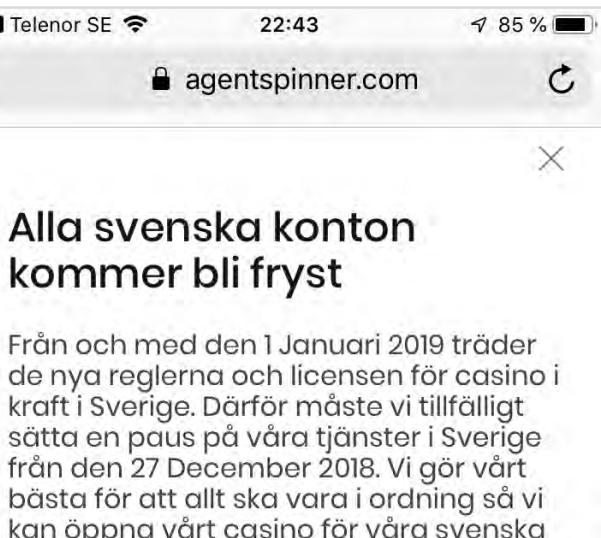 Telenor SE 22:43 85 %
agentspinner.com
Alla svenska konton
kommer bli fryst
Från och med den 1 Januari 2019 träder
de nya reglerna och licensen för casino i
kraft i Sverige. Därför måste vi tillfälligt
sätta en paus på våra tjänster i Sverige
från den 27 December 2018. Vi gör vårt
bästa för att allt ska vara i ordning så vi
kan öppna vårt casino för våra svenska